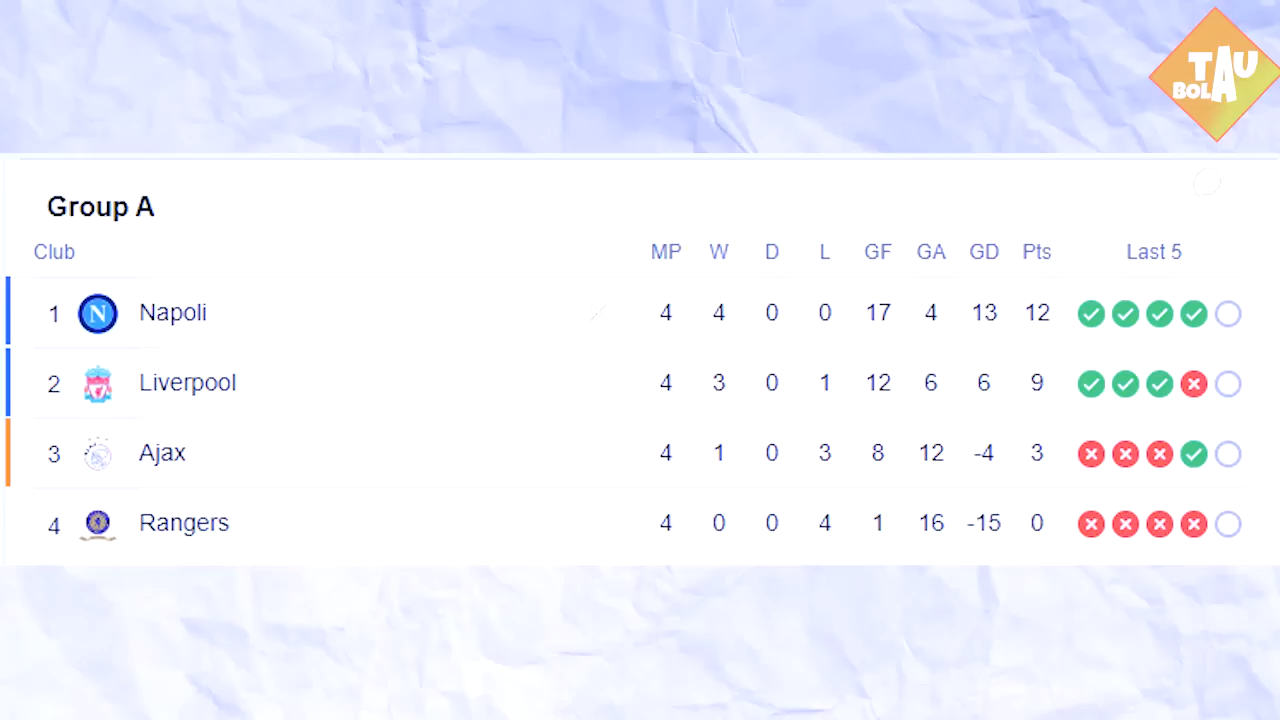 TAU
BOLA
Group A
Club MP W D L GF GA GD Pts Last 5
1 N Napoli 4 4 0 0 17 4 13 12
2 Liverpool 4 3 0 1 12 6 6 9
3 Ajax 4 1 0 3 8 12 -4 3
4 Rangers 4 0 0 4 1 16 -15 0